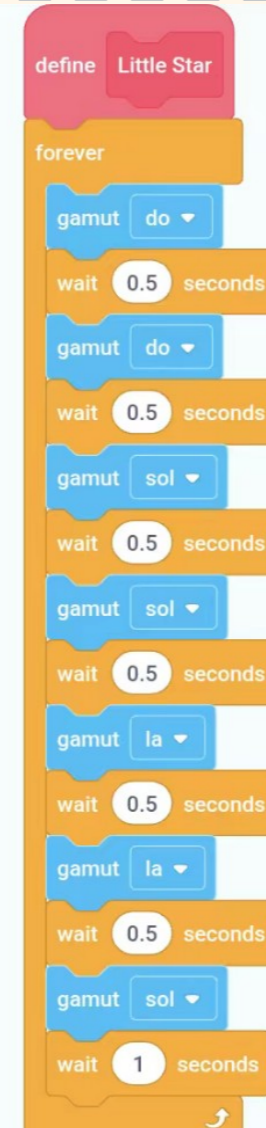 define Little Star
forever
gamut do
wait 0.5 seconds
gamut do
wait 0.5 seconds
gamut sol
wait 0.5 seconds
gamut sol
wait 0.5 seconds
gamut la
wait 0.5 seconds
gamut la
wait 0.5 seconds
gamut sol
wait 1 seconds